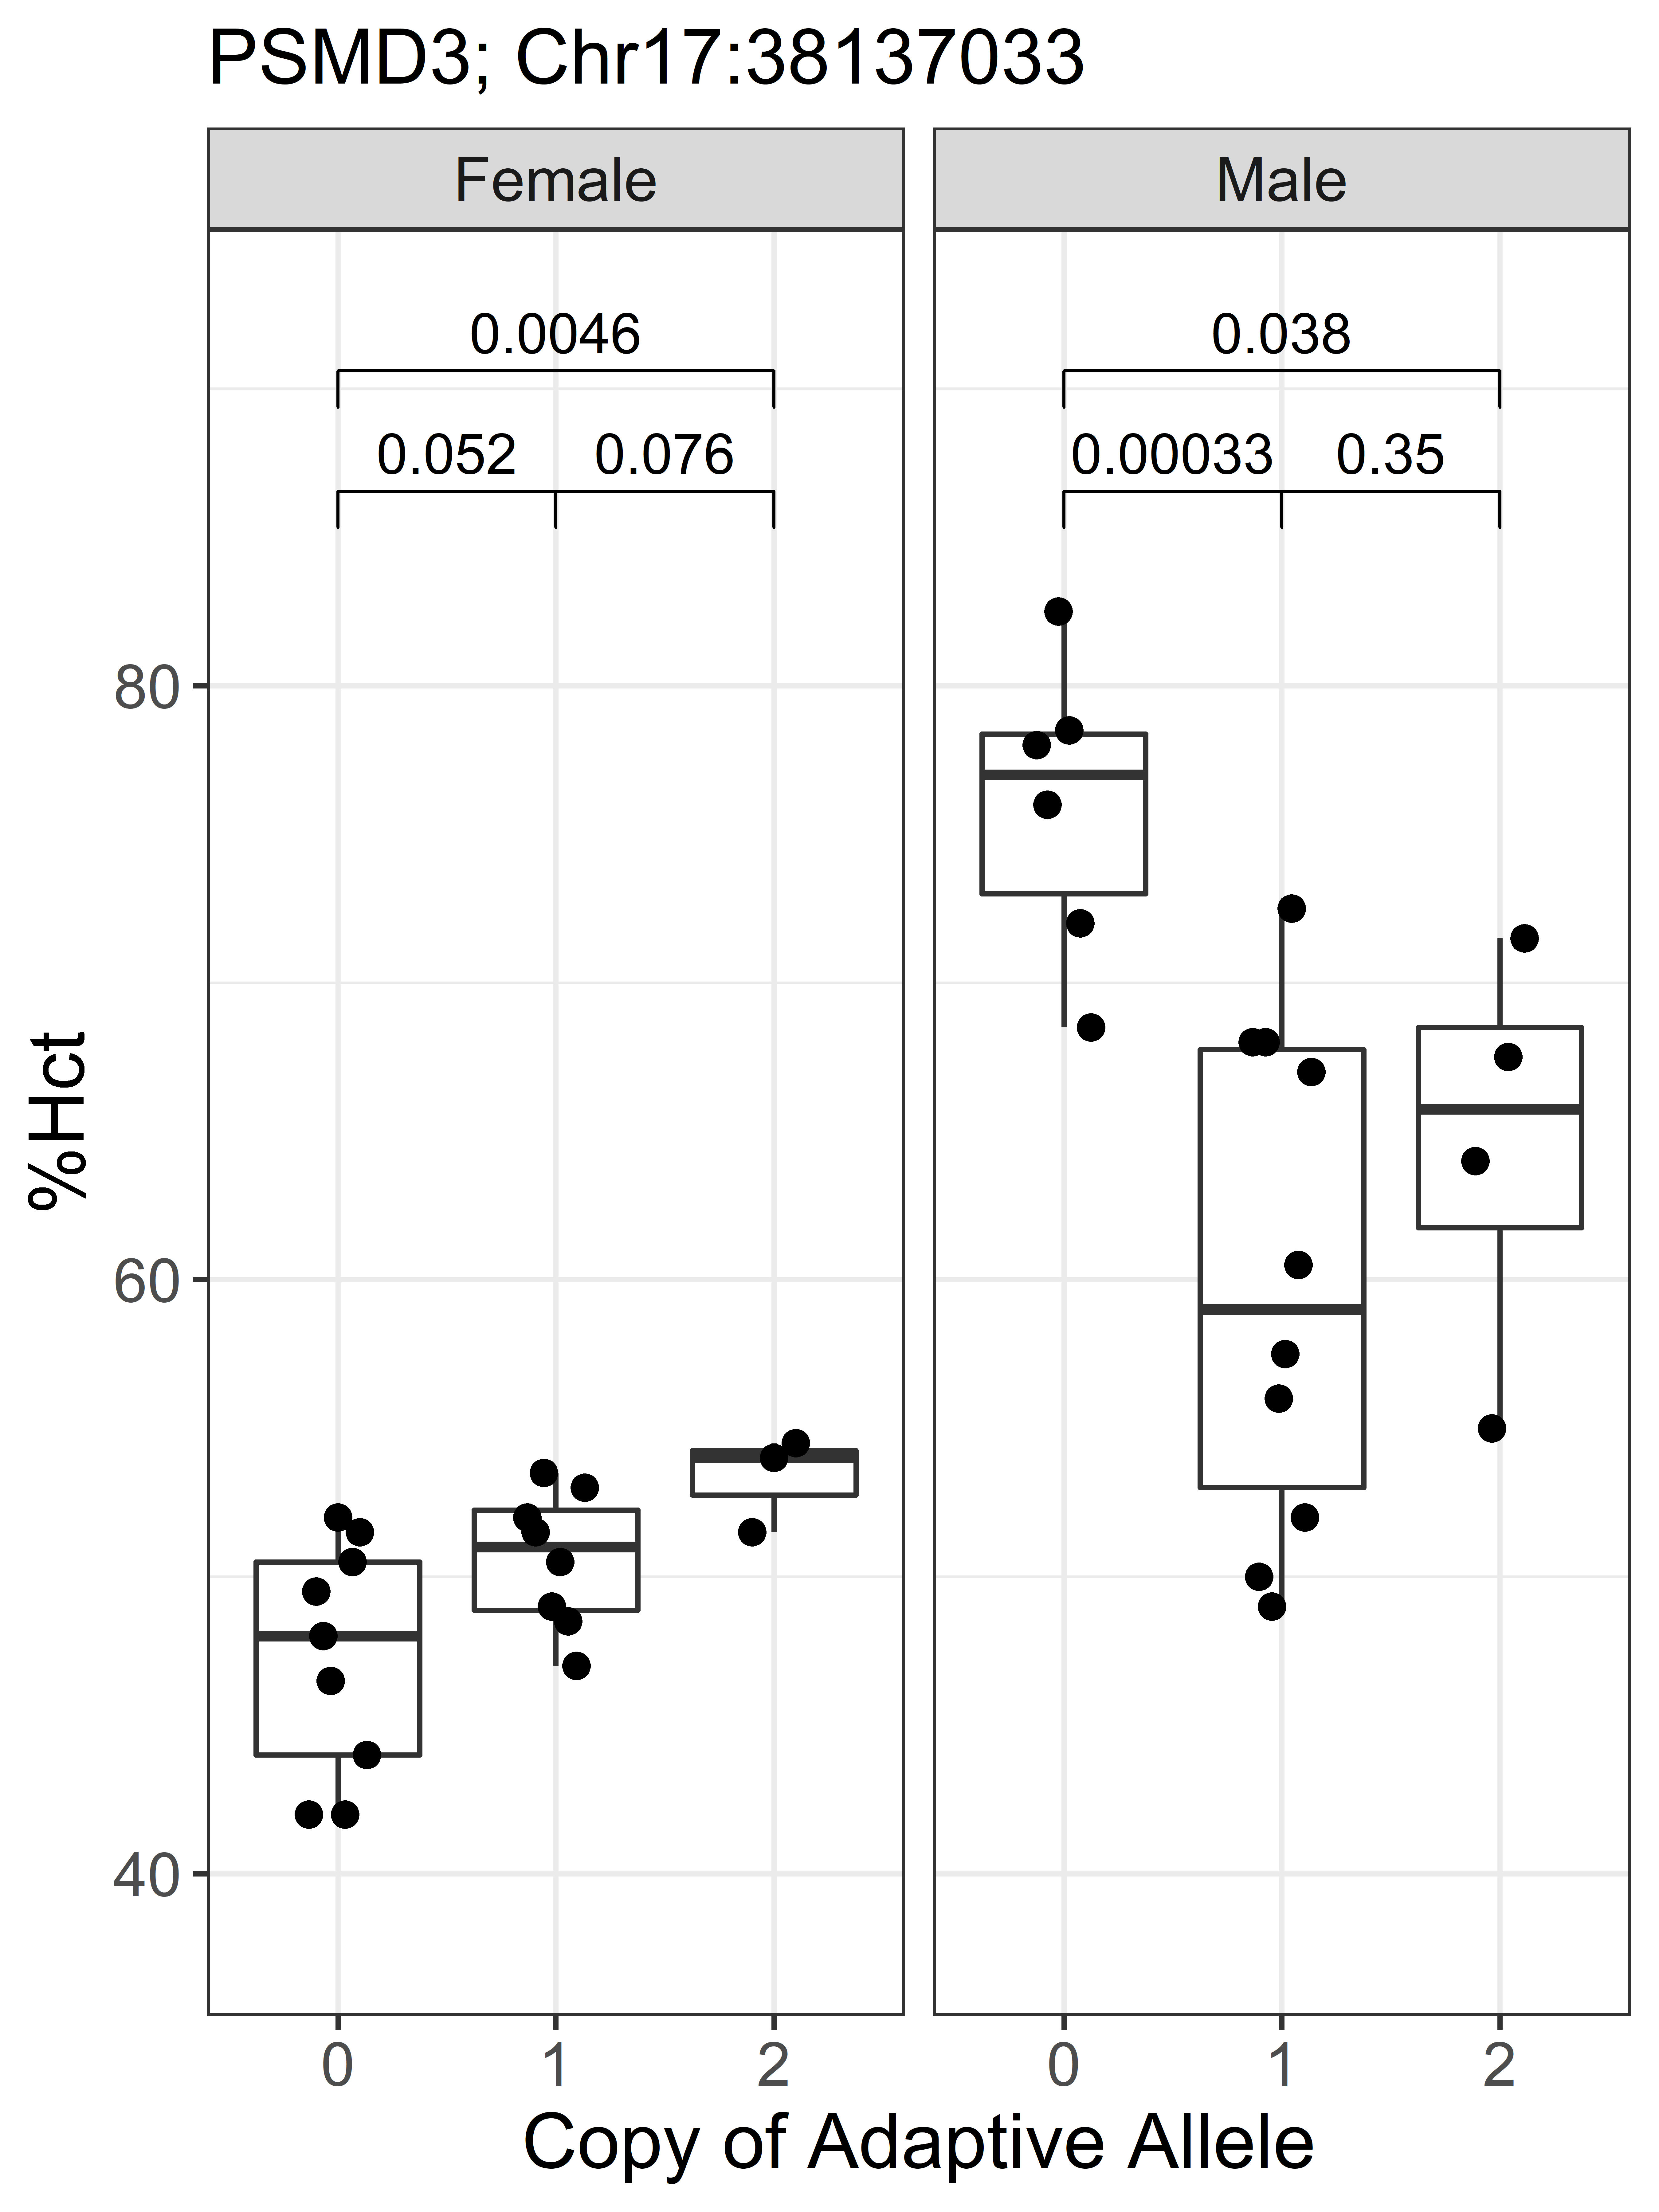 PSMD3; Chr17:38137033
Female
Male
0.0046
0.038
0.052 0.076
0.00033 0.35
%Hct
80
60
40
0 1 2
0 1 2
Copy of Adaptive Allele